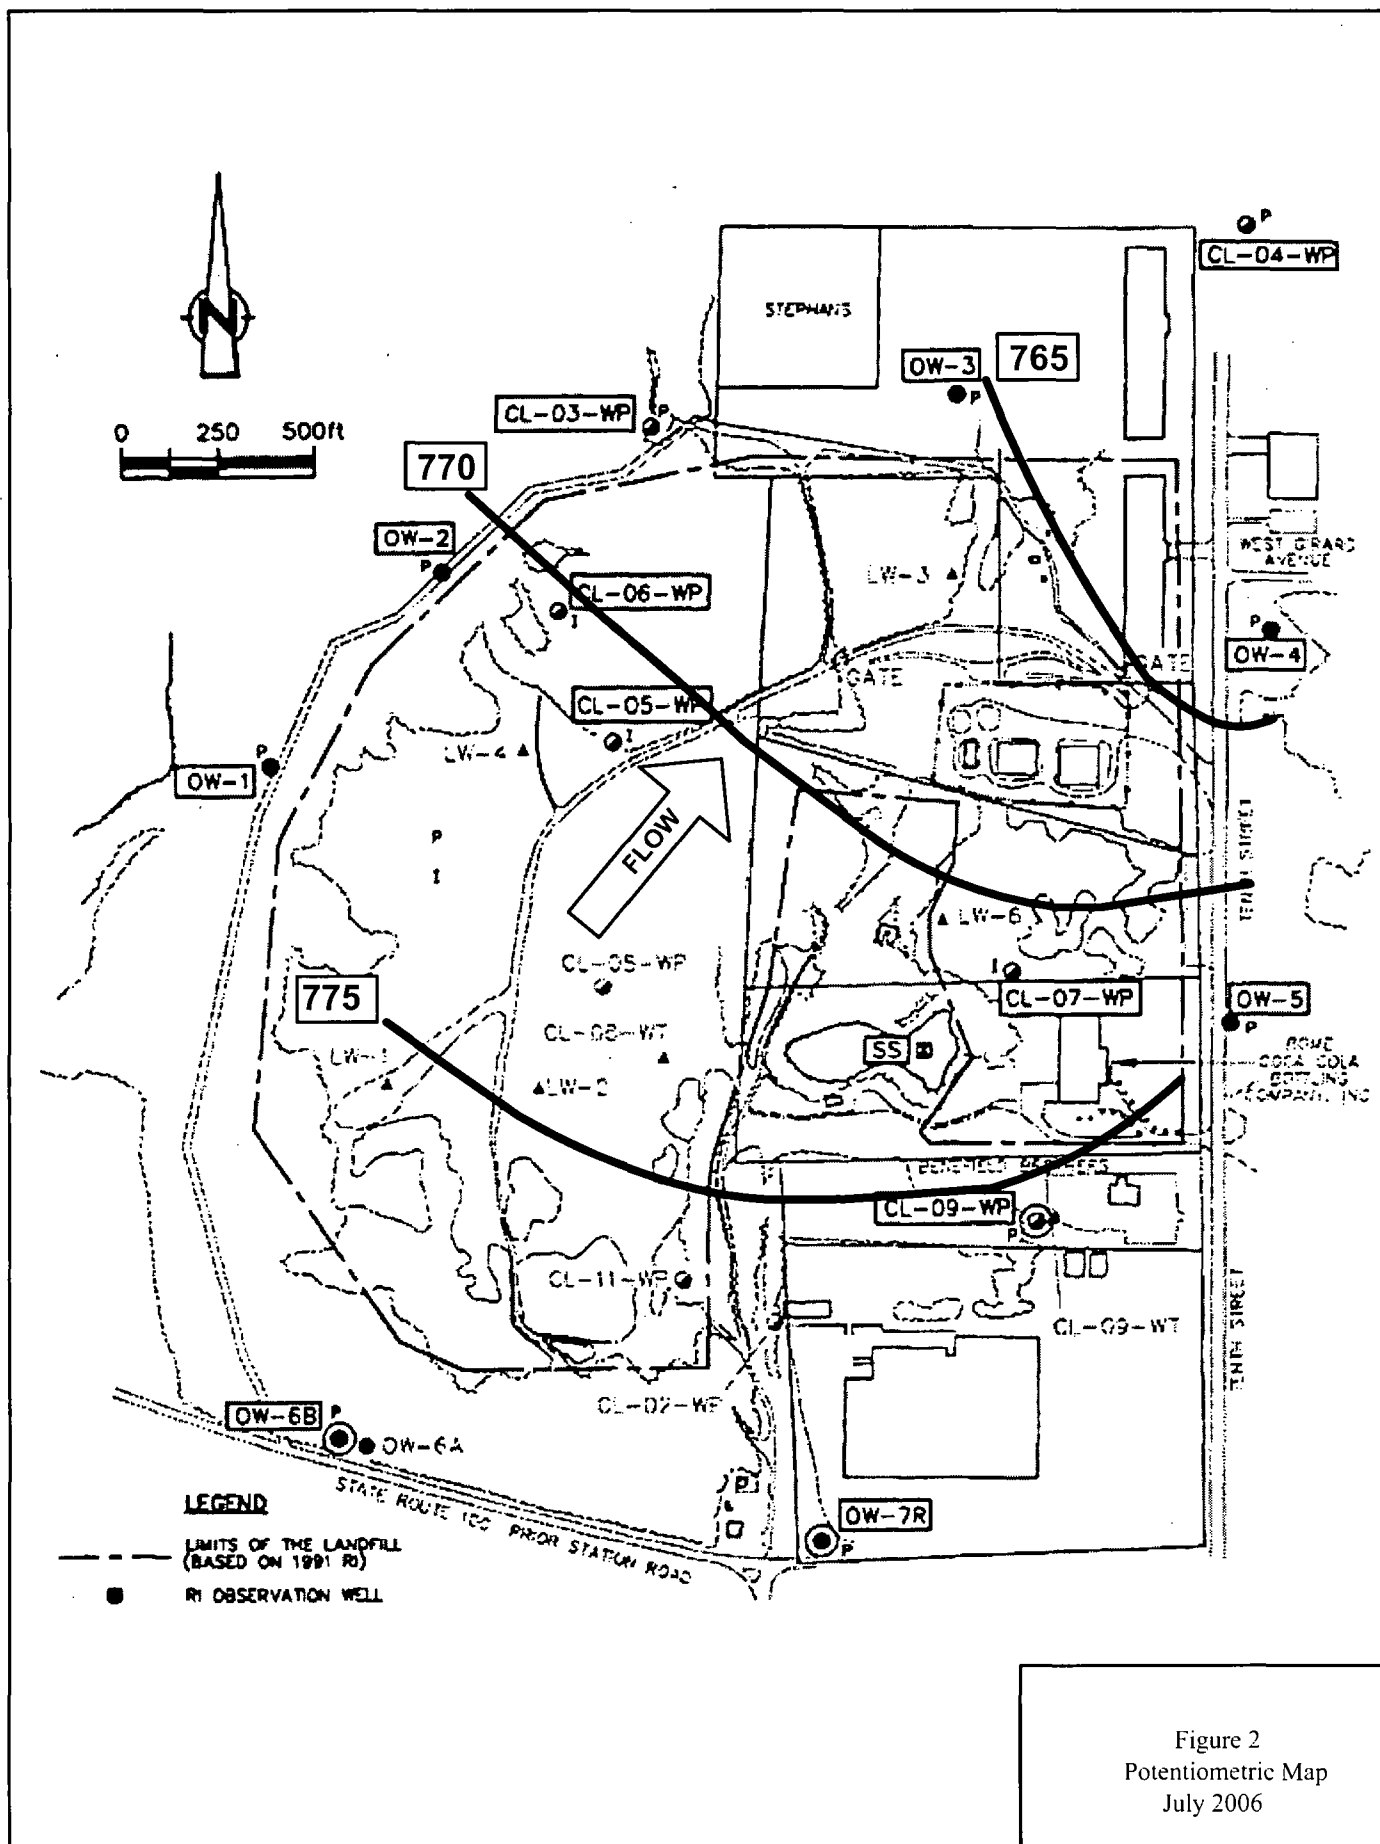 P
CL-04-WP
STEPHANS
N
OW-3
765
P
CL-03-WP
P
0 250 500ft
770
OW-2
P
WEST GIRARD
AVENUE
LW-3
CL-06-WP
I
P
OW-4
GATE
GATE
CL-05-WP
I
LW-4
P
OW-1
FLOW
P
I
TENTH STREET
LW-6
CL-05-WP
I
775
CL-07-WP
OW-5
P
CL-08-WT
LW-1
SS
COCA COLA
BOTTLING
COMPANY, INC
LW-2
CL-09-WP
P
CL-11-WP
CL-09-WT
TENTH STREET
CL-02-WP
OW-6B
P
OW-6A
STATE ROUTE PRIOR STATION ROAD
OW-7R
P
LEGEND
LIMITS OF THE LANDFILL
(BASED ON 1991 RI)
RI OBSERVATION WELL
Figure 2
Potentiometric Map
July 2006